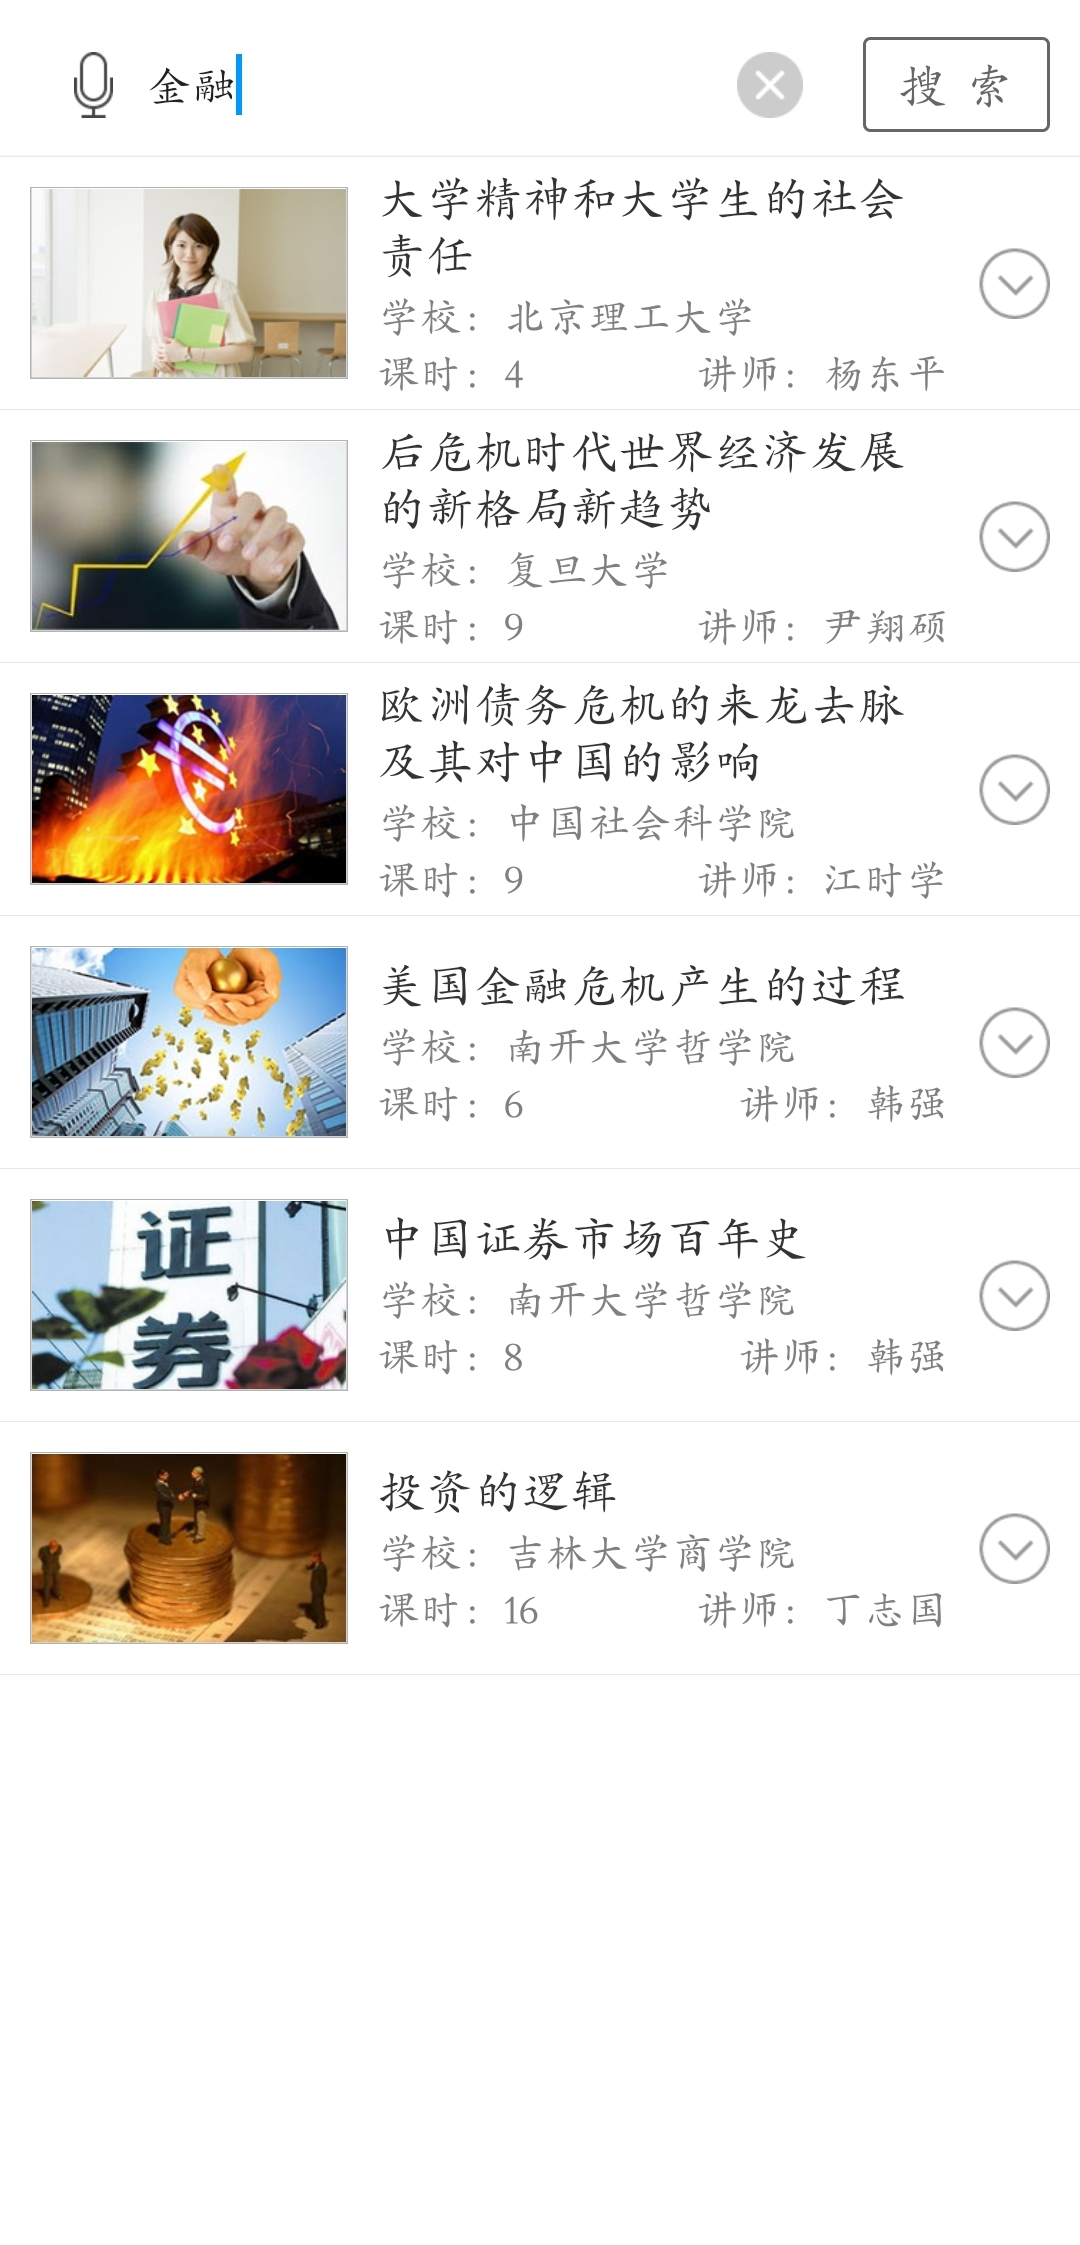 金融
搜 索
大学精神和大学生的社会
责任
学校：北京理工大学
课时：4 讲师：杨东平
后危机时代世界经济发展
的新格局新趋势
学校：复旦大学
课时：9 讲师：尹翔硕
欧洲债务危机的来龙去脉
及其对中国的影响
学校：中国社会科学院
课时：9 讲师：江时学
美国金融危机产生的过程
学校：南开大学哲学院
课时：6 讲师：韩强
证
券
中国证券市场百年史
学校：南开大学哲学院
课时：8 讲师：韩强
投资的逻辑
学校：吉林大学商学院
课时：16 讲师：丁志国